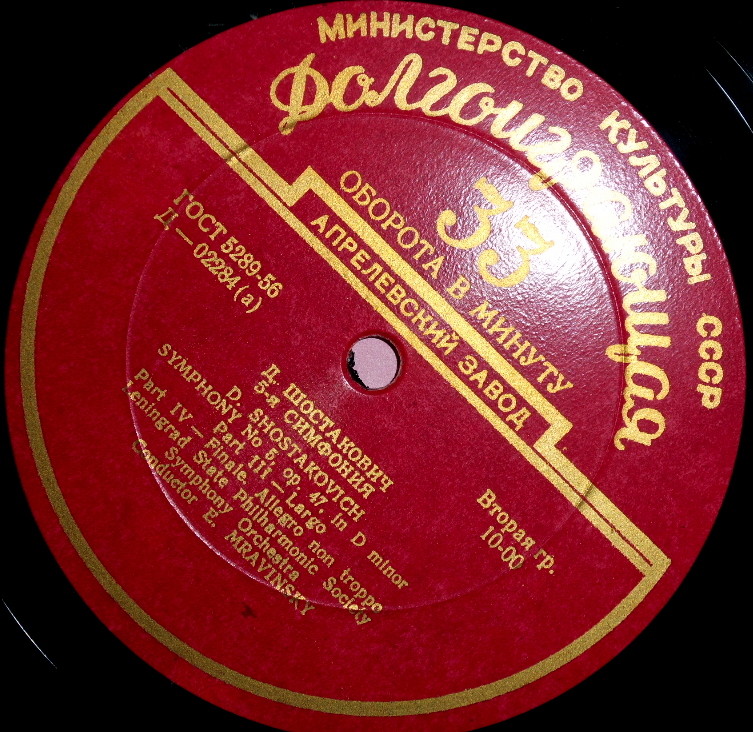 МИНИСТЕРСТВО КУЛЬТУРЫ СССР
Долгоиграющая
33
ОБОРОТА В МИНУТУ
АПРЕЛЕВСКИЙ ЗАВОД
ГОСТ 5289-56
Д—02284(а)
Вторая гр.
10-00
Д. ШОСТАКОВИЧ
5-я СИМФОНИЯ
D. SHOSTAKOVICH
SYMPHONY No 5, op. 47, in D minor
Part III — Largo
Part IV — Finale. Allegro non troppo
Leningrad State Philharmonic Society
Symphony Orchestra
Conductor E. MRAVINSKY